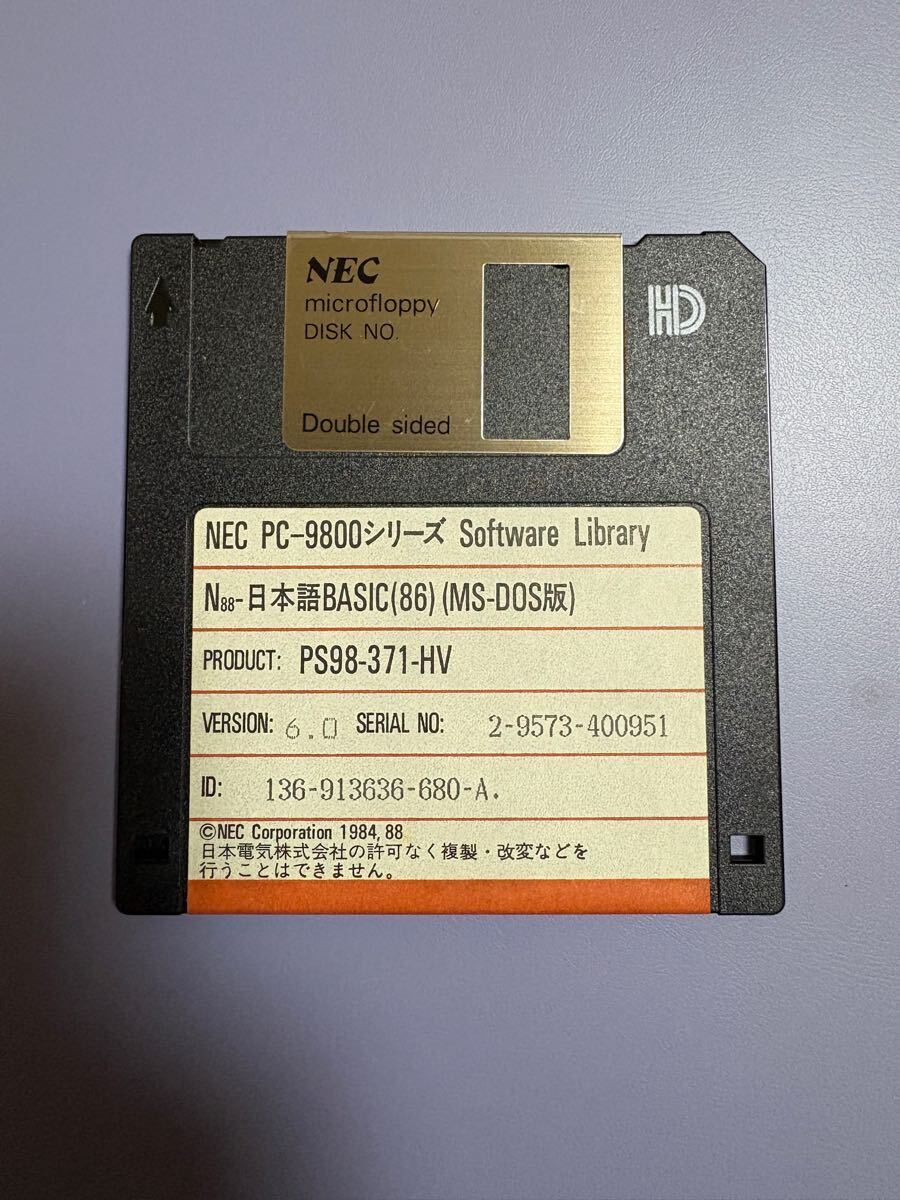 NEC
microfloppy
DISK NO.
Double sided
HD
NEC PC-9800シリーズ Software Library
N88-日本語BASIC(86)(MS-DOS版)
PRODUCT: PS98-371-HV
VERSION: 6.0 SERIAL NO: 2-9573-400951
ID: 136-913636-680-A.
©NEC Corporation 1984, 88
日本電気株式会社の許可なく複製・改変などを
行うことはできません。